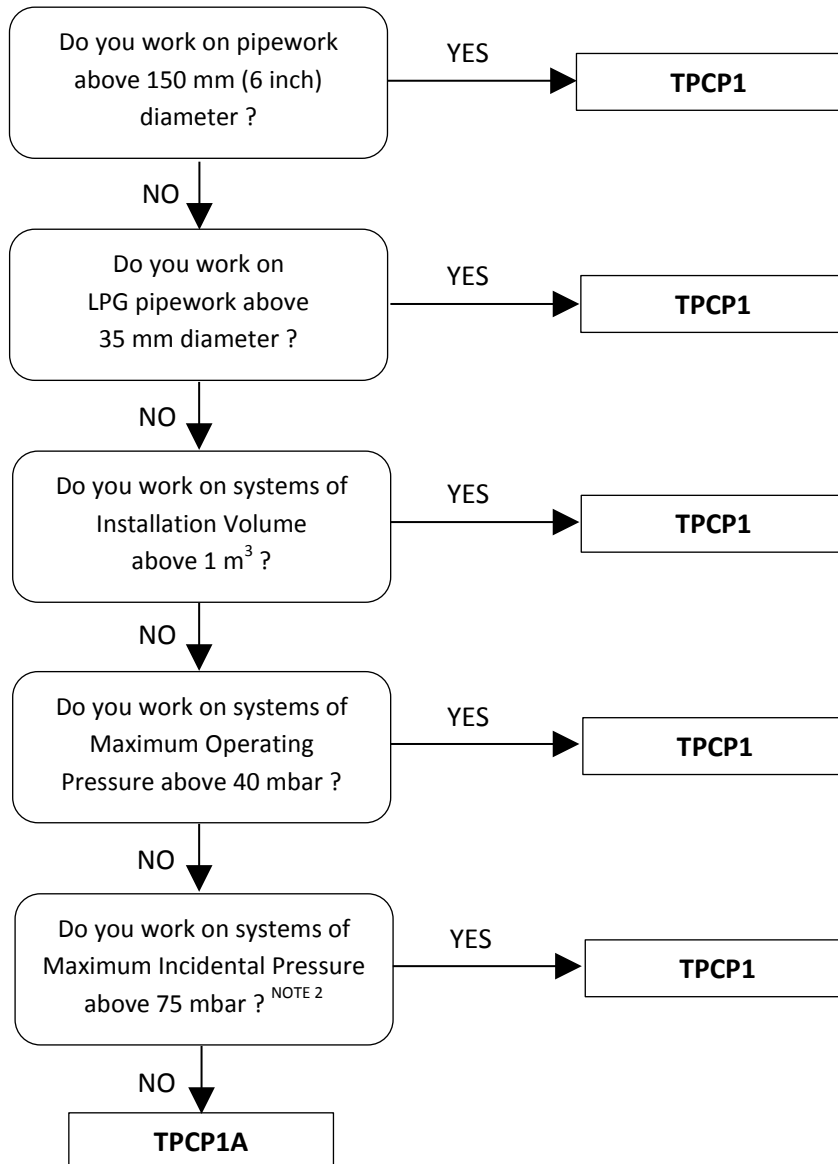 Do you work on pipework
above 150 mm (6 inch)
diameter ?
YES
TPCP1
NO
Do you work on
LPG pipework above
35 mm diameter ?
YES
TPCP1
NO
Do you work on systems of
Installation Volume
above 1 m³ ?
YES
TPCP1
NO
Do you work on systems of
Maximum Operating
Pressure above 40 mbar ?
YES
TPCP1
NO
Do you work on systems of
Maximum Incidental Pressure
above 75 mbar ? NOTE 2
YES
TPCP1
NO
TPCP1A